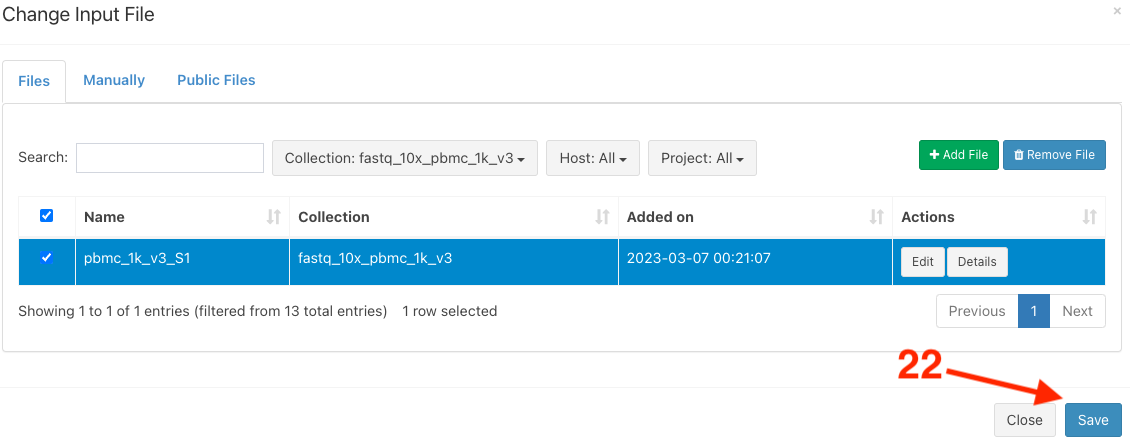 Change Input File
×
Files Manually Public Files
Search: Collection: fastq_10x_pbmc_1k_v3 Host: All Project: All + Add File Remove File
Name Collection Added on Actions
pbmc_1k_v3_S1 fastq_10x_pbmc_1k_v3 2023-03-07 00:21:07 Edit Details
Showing 1 to 1 of 1 entries (filtered from 13 total entries) 1 row selected Previous 1 Next
22
Close Save